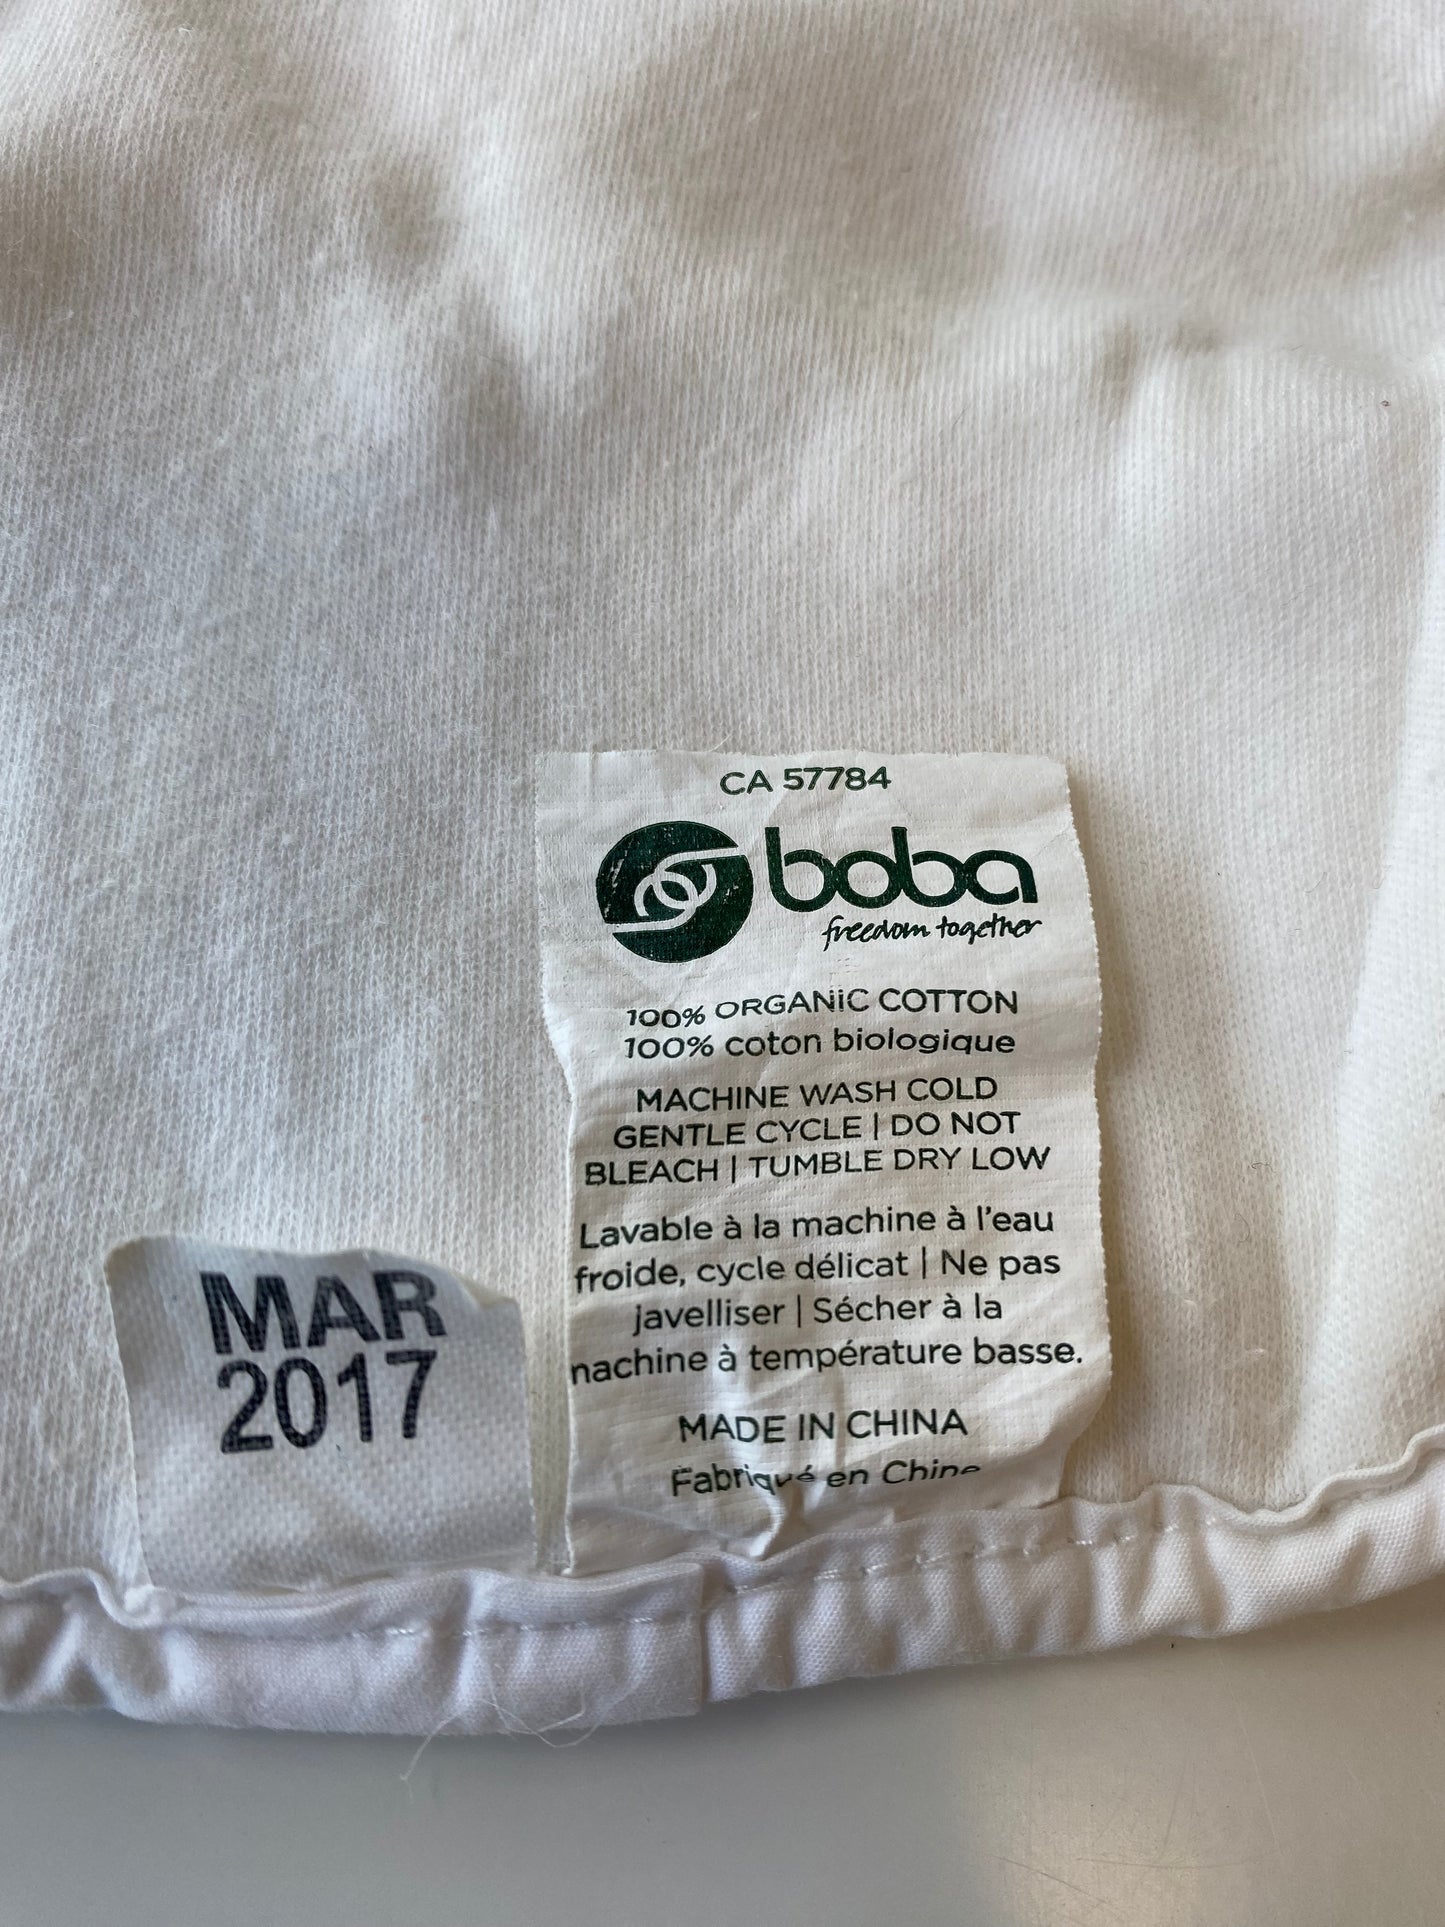 CA 57784
boba
freedom together
100% ORGANIC COTTON
100% coton biologique
MACHINE WASH COLD
GENTLE CYCLE | DO NOT
BLEACH | TUMBLE DRY LOW
Lavable à la machine à l'eau
froide, cycle délicat | Ne pas
javelliser | Sécher à la
machine à température basse.
MADE IN CHINA
Fabriqué en Chine
MAR
2017